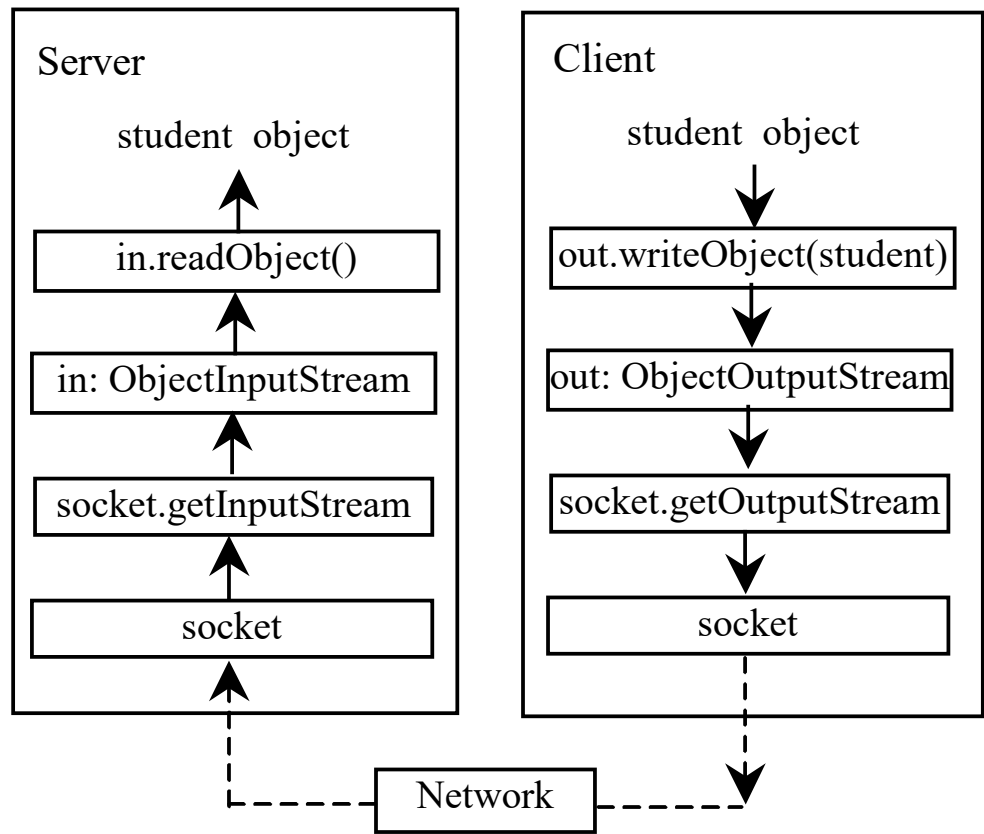 Server
student object
in.readObject()
in: ObjectInputStream
socket.getInputStream
socket
Client
student object
out.writeObject(student)
out: ObjectOutputStream
socket.getOutputStream
socket
Network